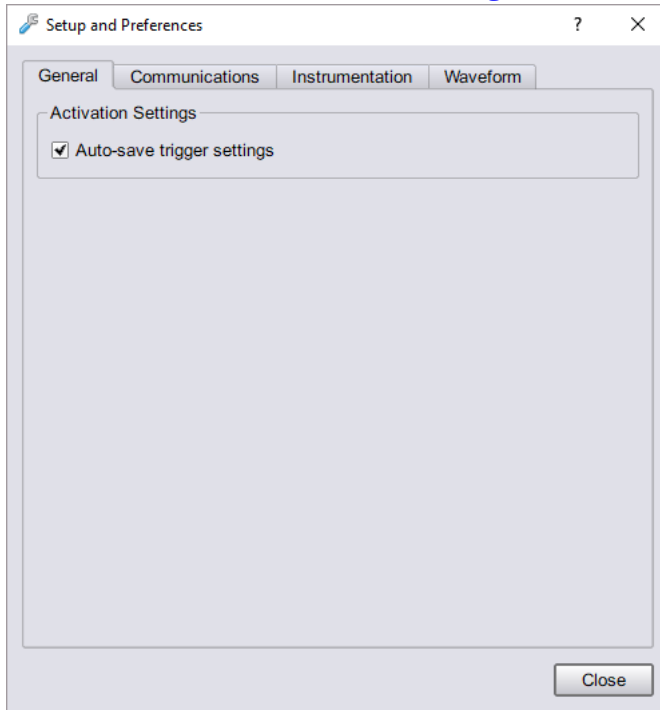 Setup and Preferences ?
General Communications Instrumentation Waveform
Activation Settings
Auto-save trigger settings
Close